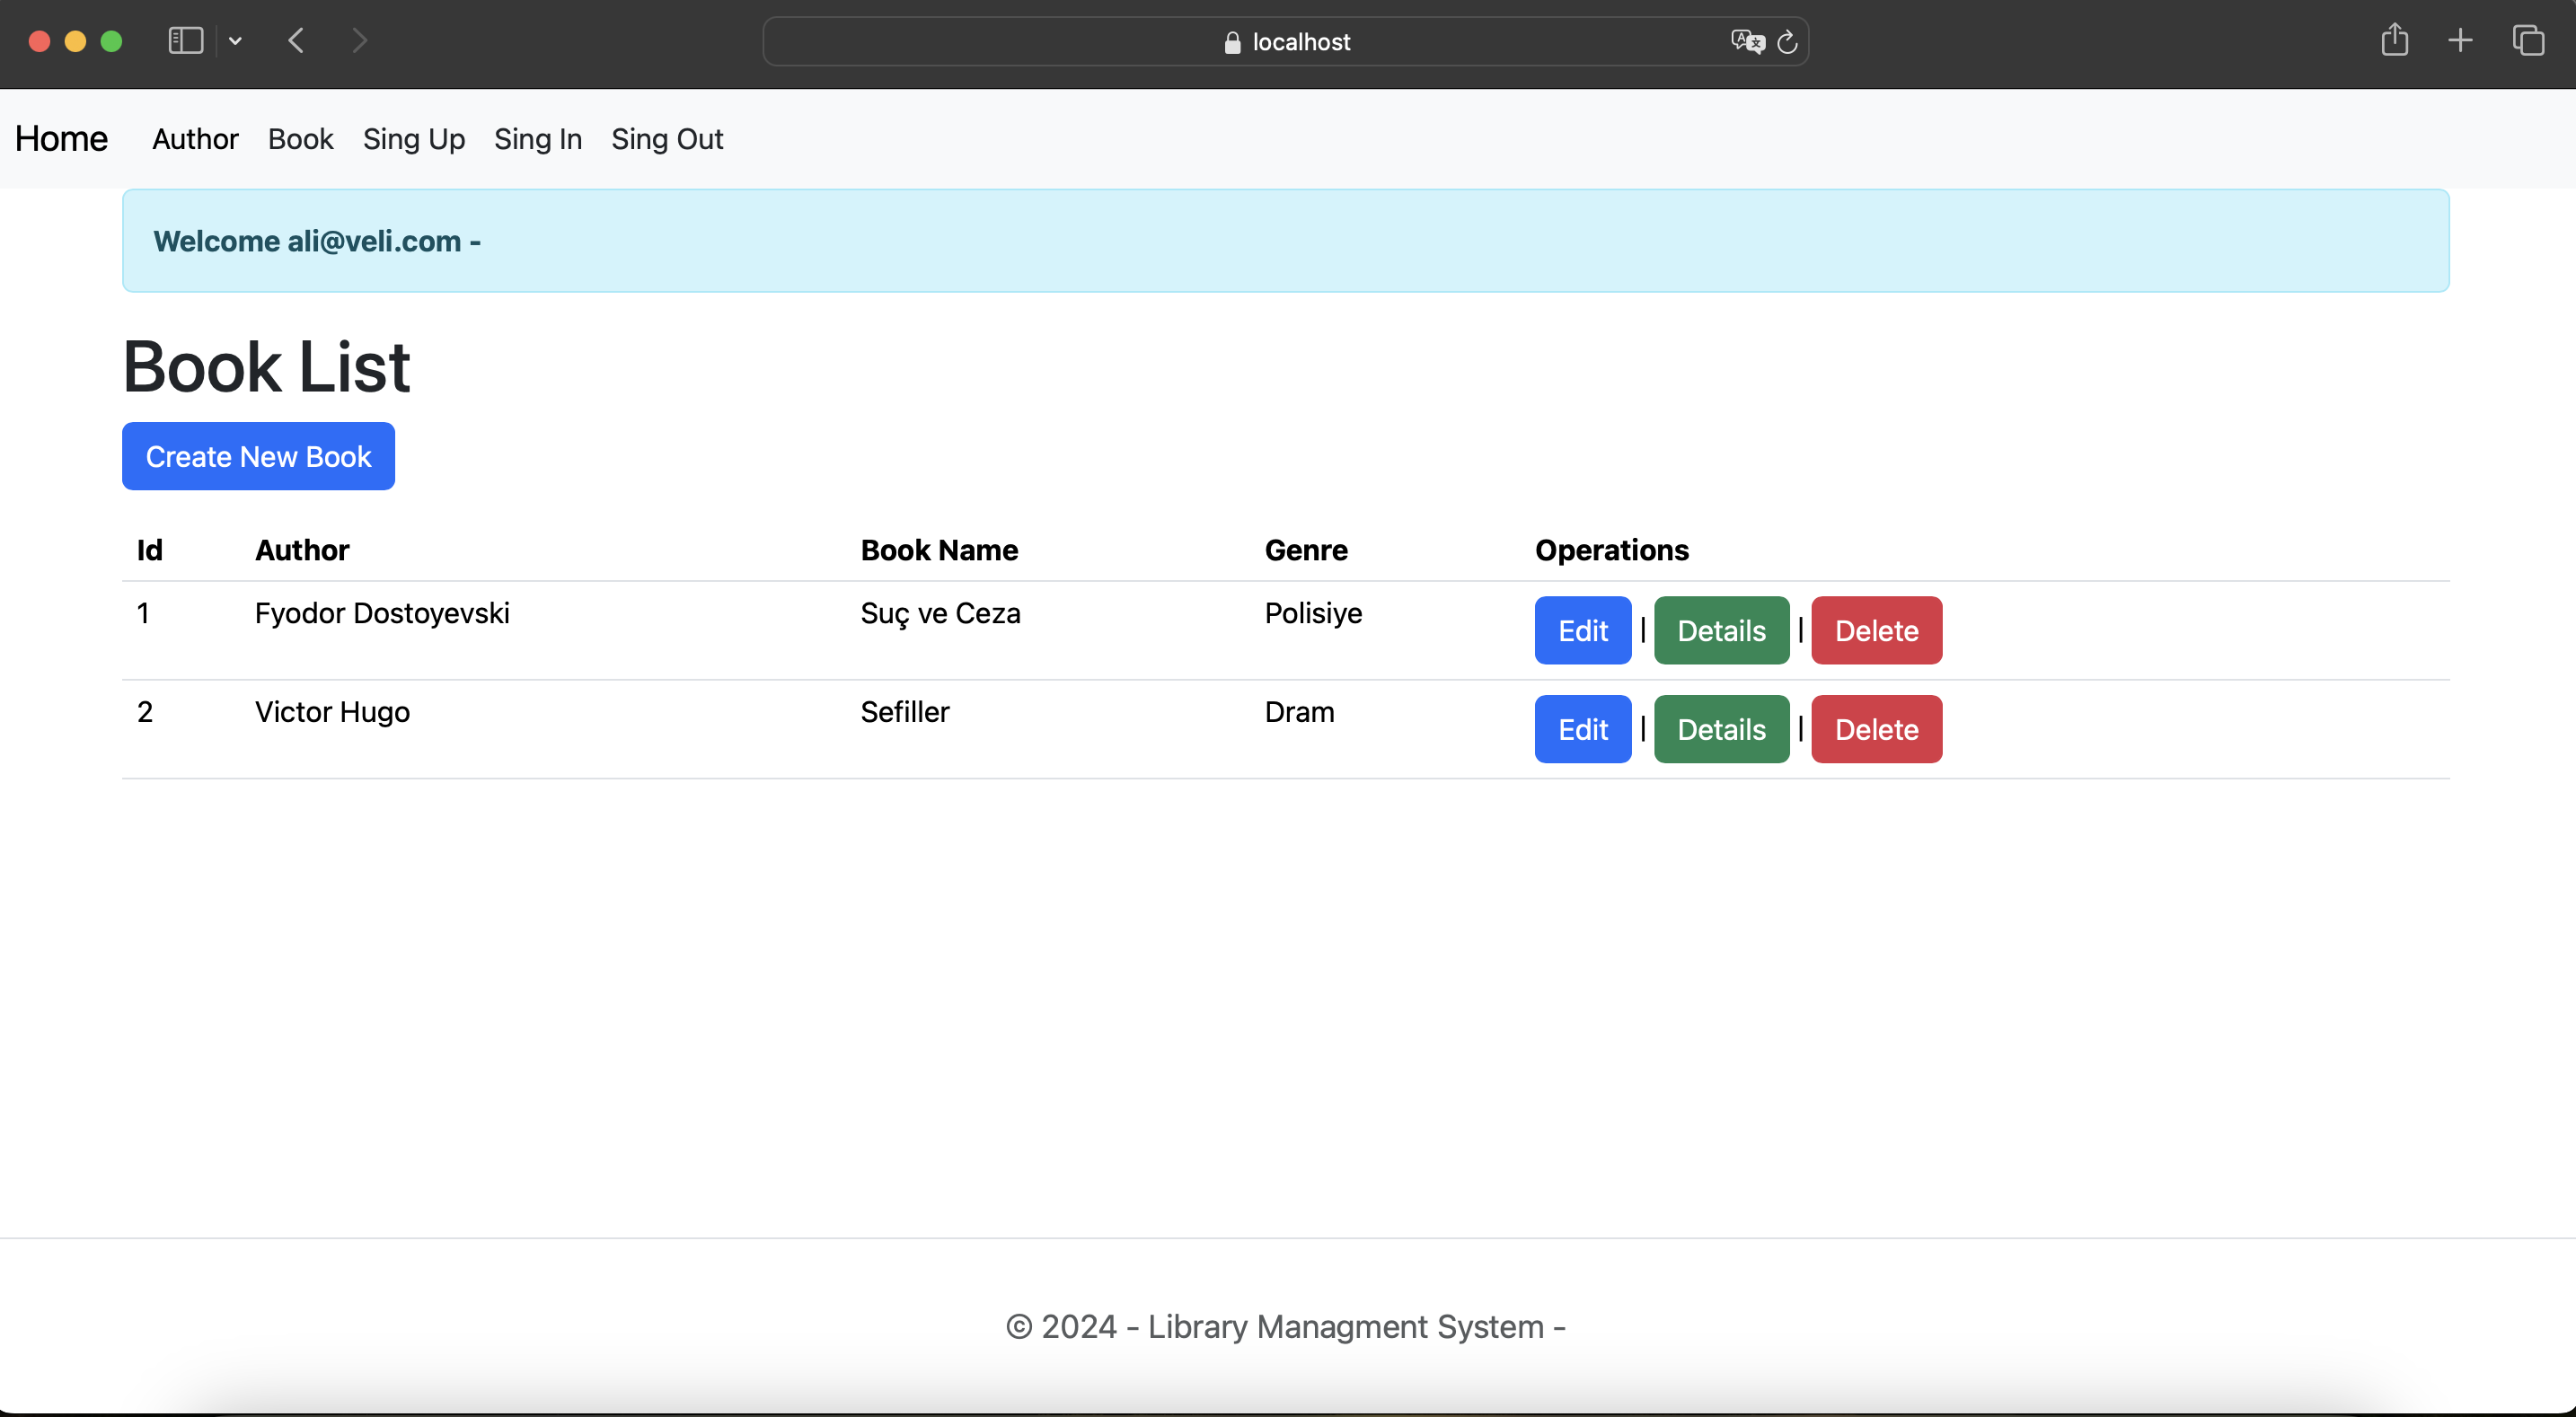 localhost
Home Author Book Sing Up Sing In Sing Out
Welcome ali@veli.com -
Book List
Create New Book
Id Author Book Name Genre Operations
1 Fyodor Dostoyevski Suç ve Ceza Polisiye Edit | Details | Delete
2 Victor Hugo Sefiller Dram Edit | Details | Delete
© 2024 - Library Managment System -